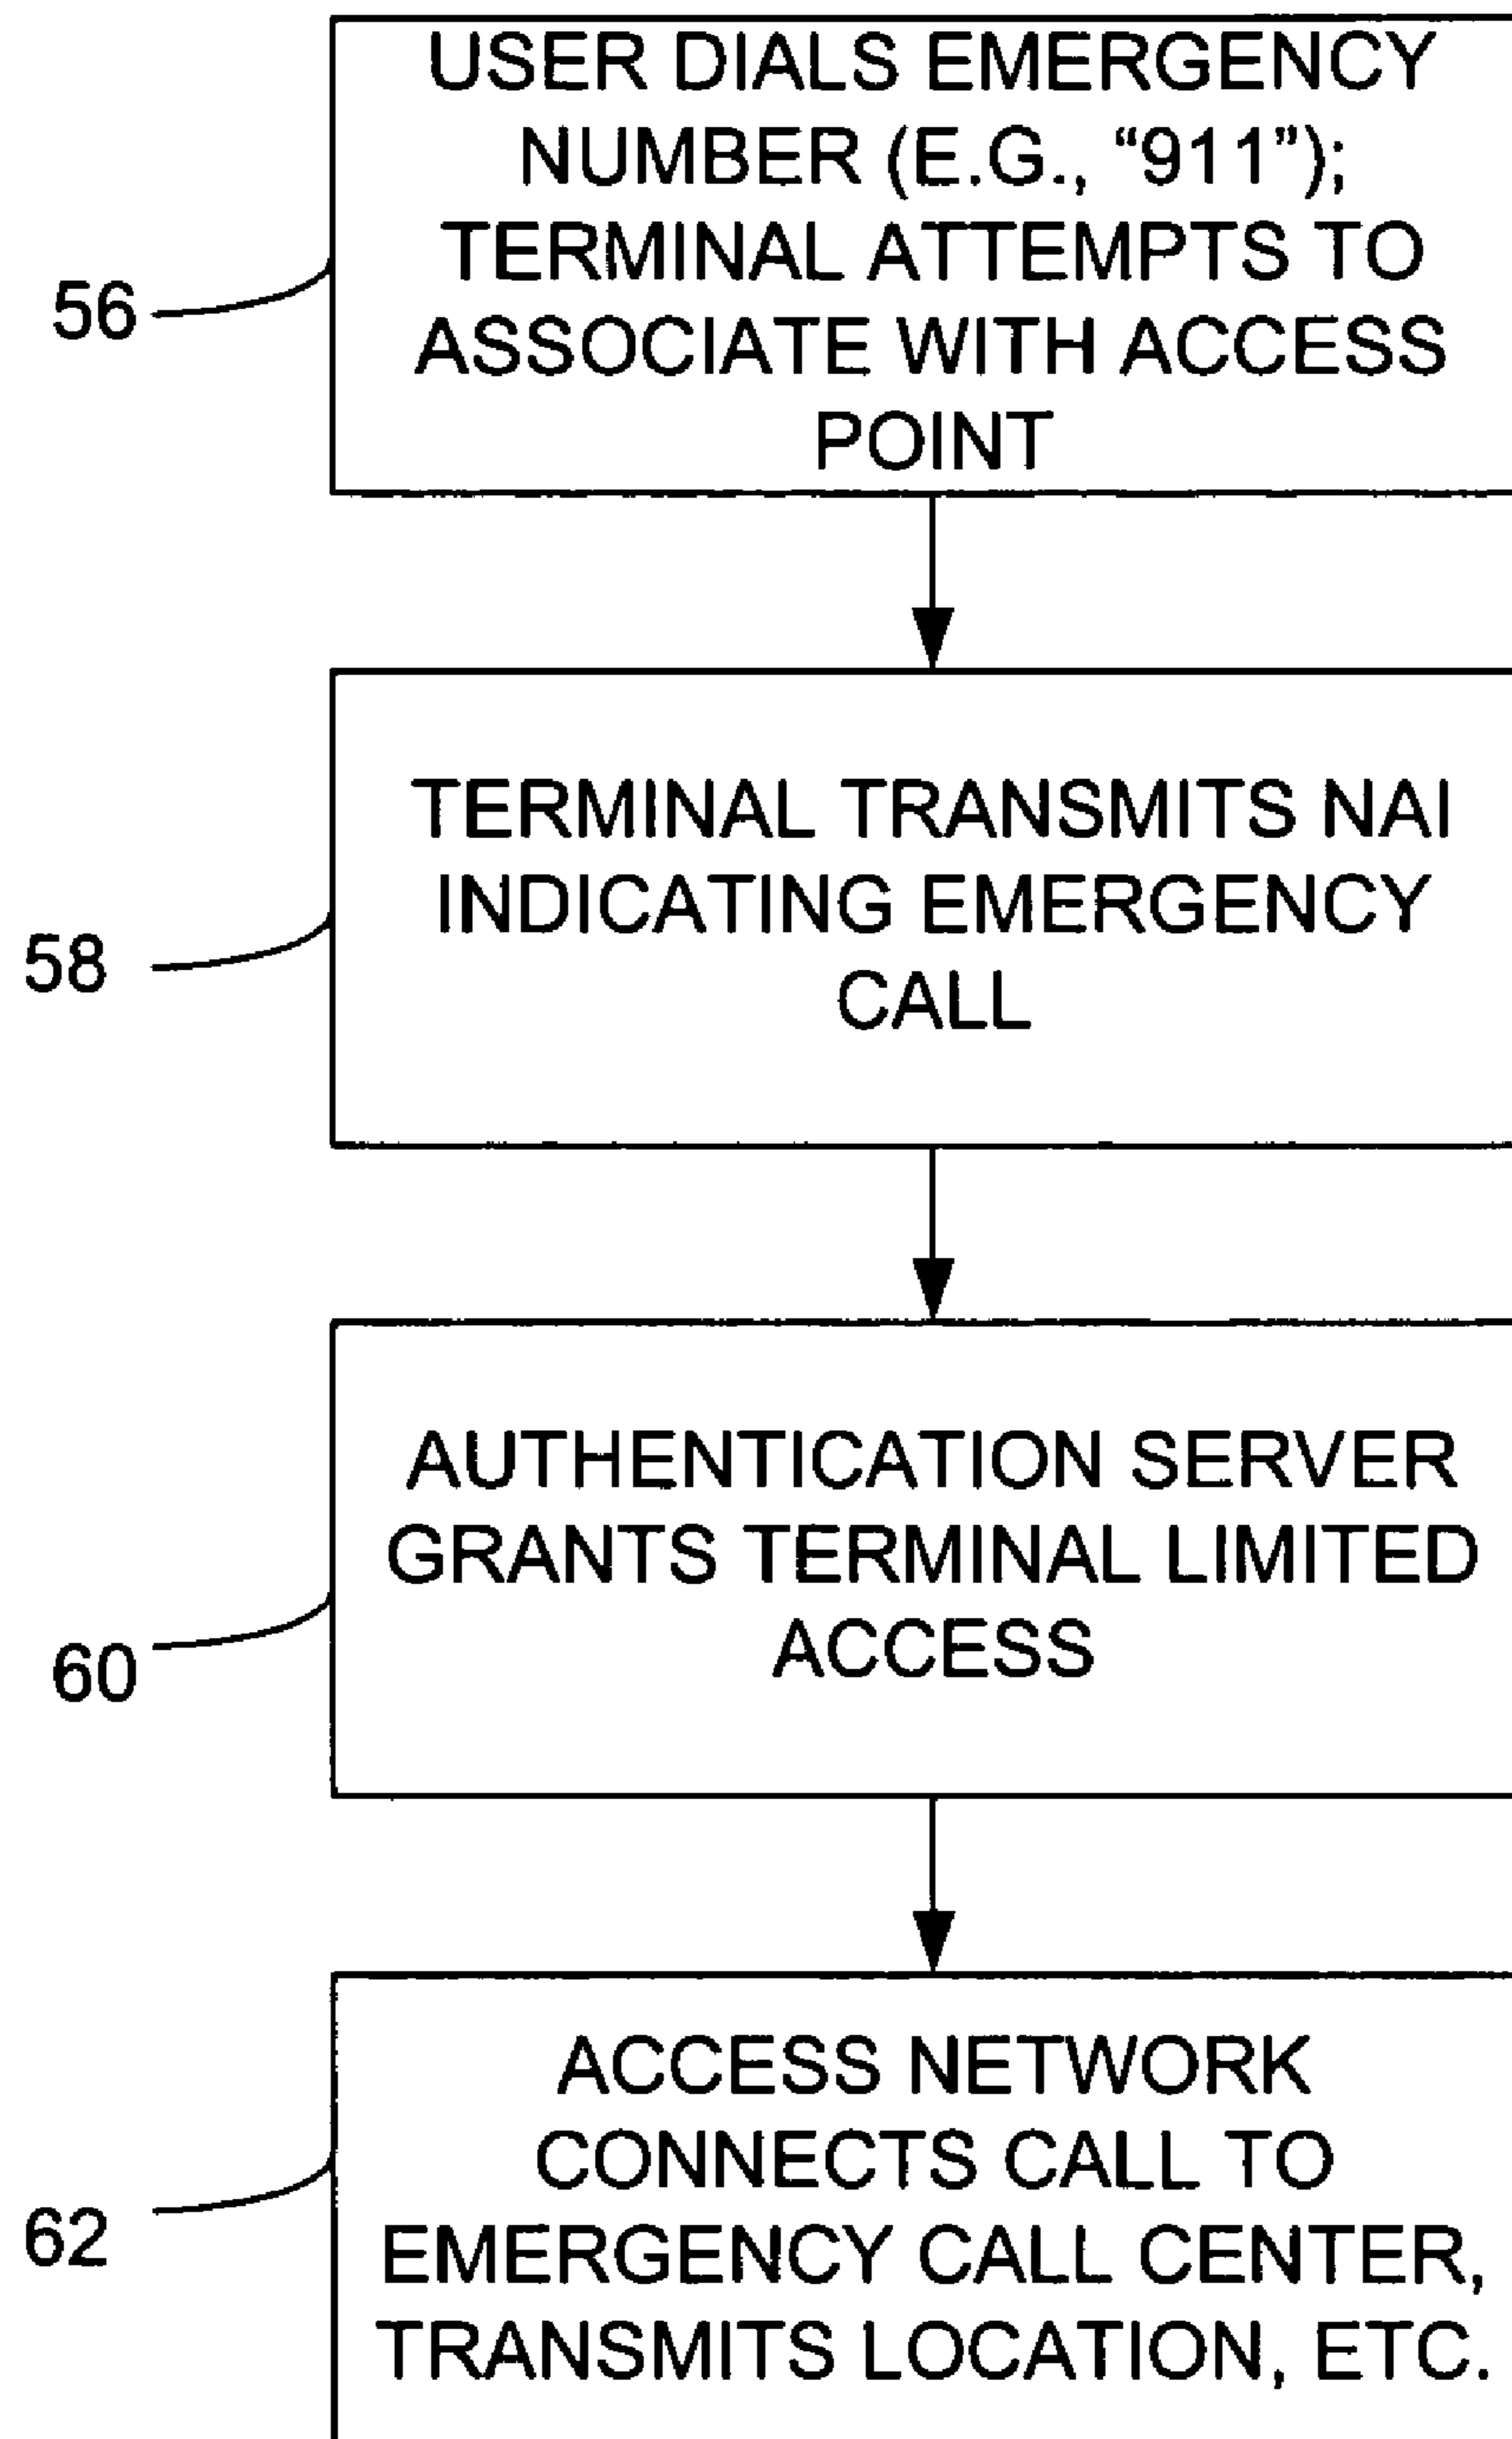 USER DIALS EMERGENCY
NUMBER (E.G., “911”);
TERMINAL ATTEMPTS TO
ASSOCIATE WITH ACCESS
POINT
56
TERMINAL TRANSMITS NAI
INDICATING EMERGENCY
CALL
58
AUTHENTICATION SERVER
GRANTS TERMINAL LIMITED
ACCESS
60
ACCESS NETWORK
CONNECTS CALL TO
EMERGENCY CALL CENTER,
TRANSMITS LOCATION, ETC.
62